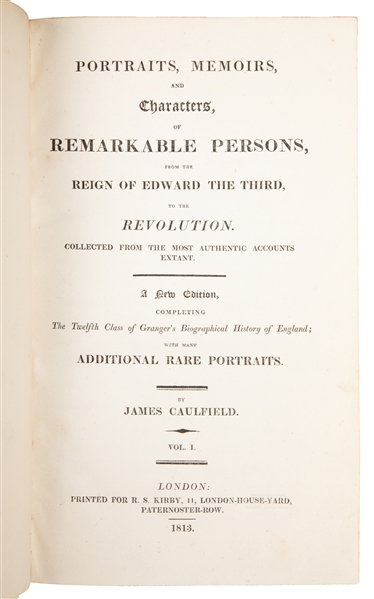 PORTRAITS, MEMOIRS,
AND
Characters,
OF
REMARKABLE PERSONS,
FROM THE
REIGN OF EDWARD THE THIRD,
TO THE
REVOLUTION.
COLLECTED FROM THE MOST AUTHENTIC ACCOUNTS
EXTANT.
A New Edition,
COMPLETING
The Twelfth Class of Granger's Biographical History of England;
WITH MANY
ADDITIONAL RARE PORTRAITS.
BY
JAMES CAULFIELD.
VOL. I.
LONDON:
PRINTED FOR R. S. KIRBY, 11, LONDON-HOUSE-YARD,
PATERNOSTER-ROW.
1813.